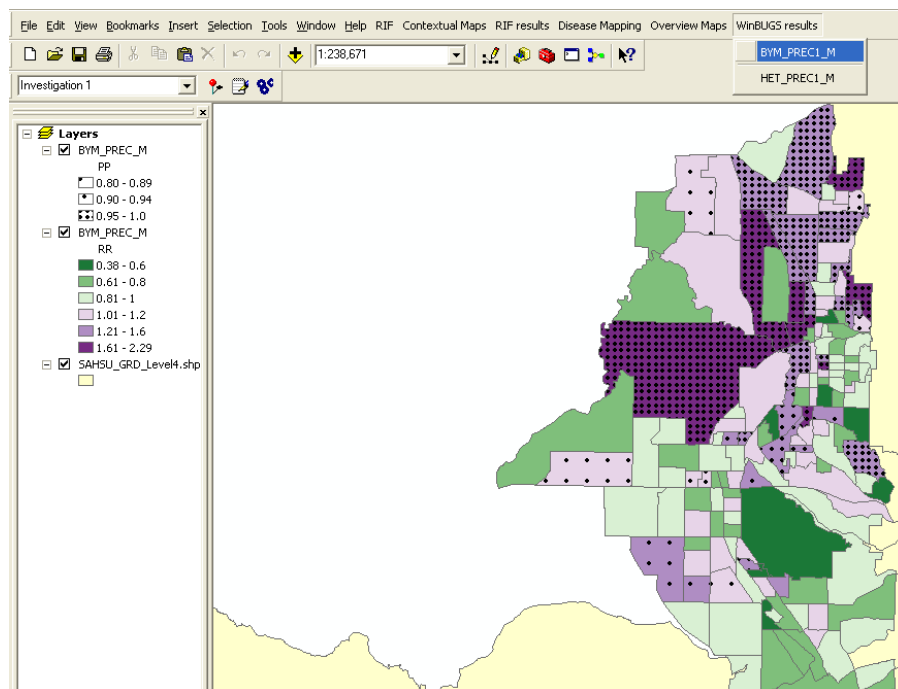 File Edit View Bookmarks Insert Selection Tools Window Help RIF Contextual Maps RIF results Disease Mapping Overview Maps WinBUGS results
1:238,671
BYM_PREC1_M
HET_PREC1_M
Investigation 1
Layers
BYM_PREC_M
PP
0.80 - 0.89
0.90 - 0.94
0.95 - 1.0
BYM_PREC_M
RR
0.38 - 0.6
0.61 - 0.8
0.81 - 1
1.01 - 1.2
1.21 - 1.6
1.61 - 2.29
SAHSU_GRD_Level4.shp